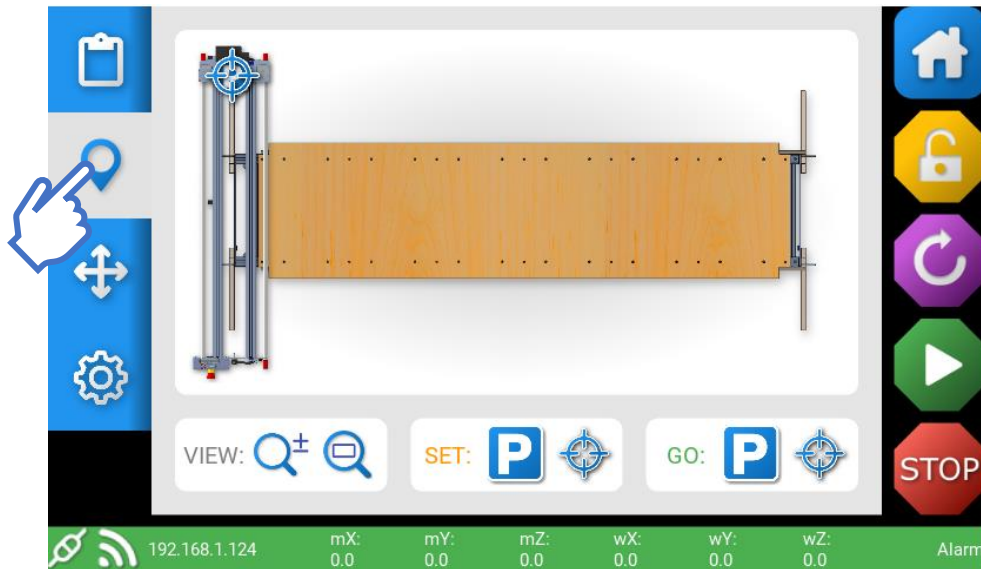 VIEW: ±
SET: P
GO: P
STOP
192.168.1.124 mX: mY: mZ: wX: wY: wZ: Alarm
0.0 0.0 0.0 0.0 0.0 0.0